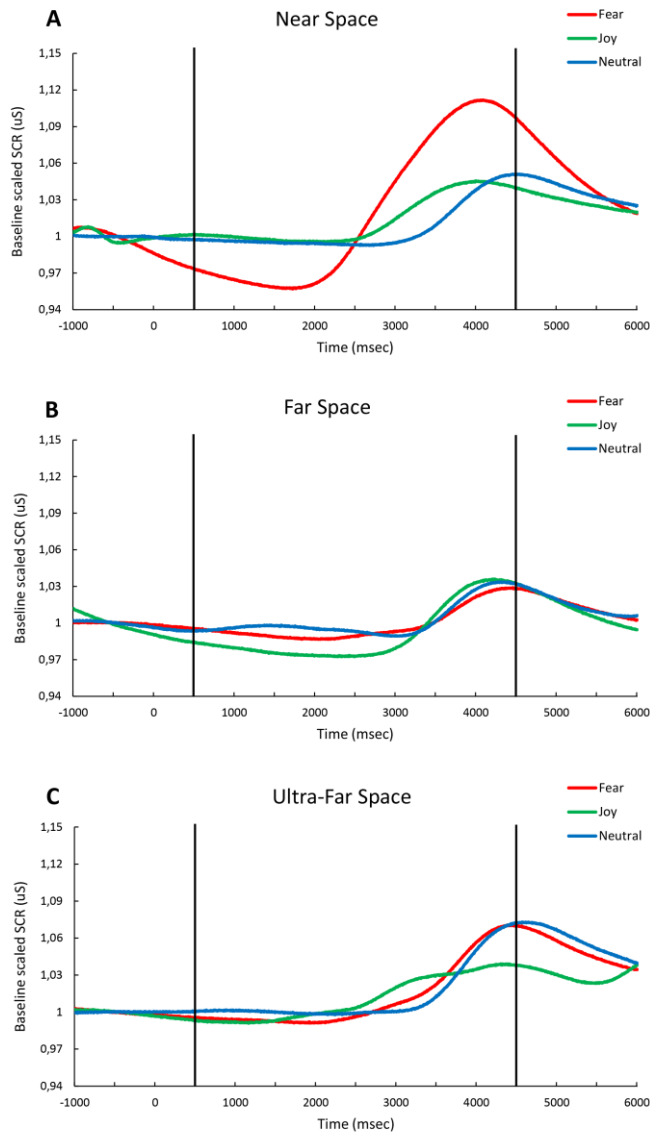 A
Near Space
Fear
Joy
Neutral
Baseline scaled SCR (uS)
1,15
1,12
1,09
1,06
1,03
1
0,97
0,94
-1000 0 1000 2000 3000 4000 5000 6000
Time (msec)
B
Far Space
Fear
Joy
Neutral
Baseline scaled SCR (uS)
1,15
1,12
1,09
1,06
1,03
1
0,97
0,94
-1000 0 1000 2000 3000 4000 5000 6000
Time (msec)
C
Ultra-Far Space
Fear
Joy
Neutral
Baseline scaled SCR (uS)
1,15
1,12
1,09
1,06
1,03
1
0,97
0,94
-1000 0 1000 2000 3000 4000 5000 6000
Time (msec)